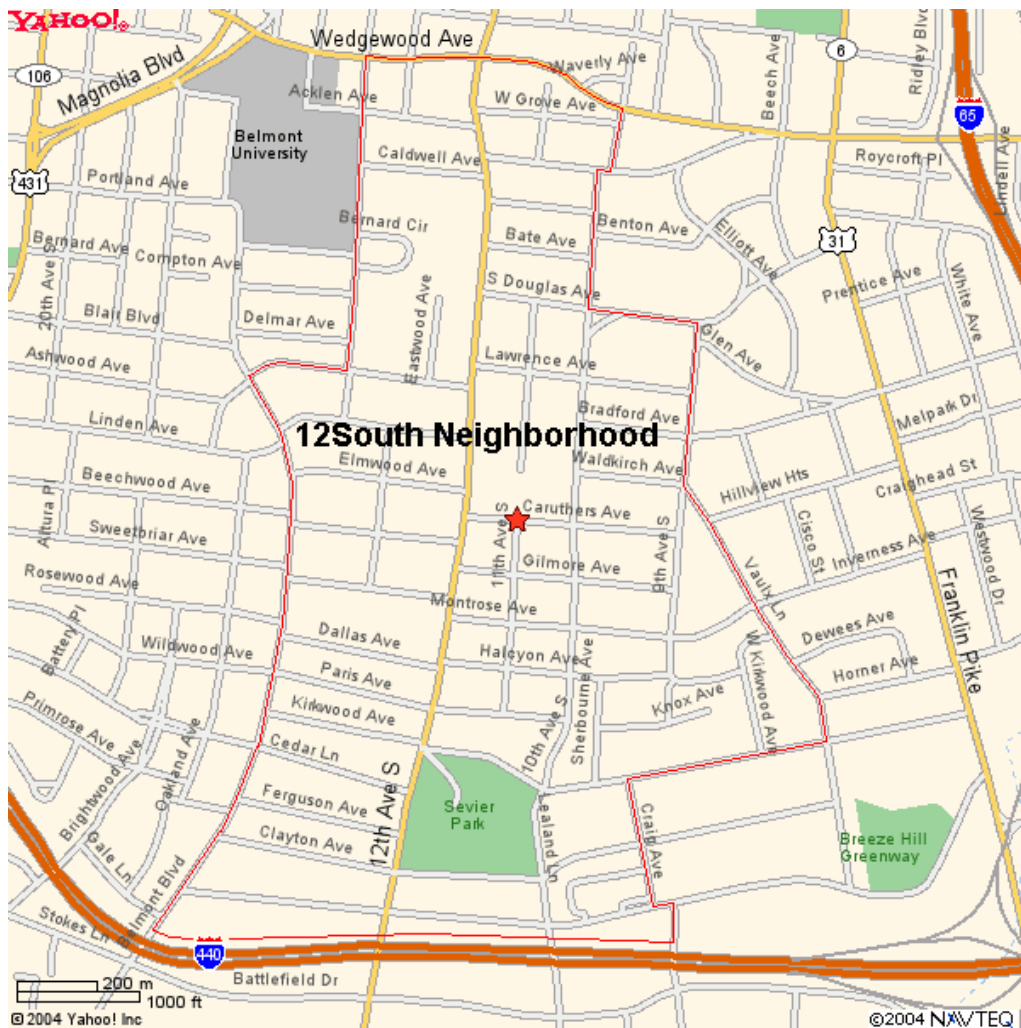 YAHOO!
Wedgewood Ave
Waverly Ave
6
Ridley Blvd
106
Magnolia Blvd
Acklen Ave
W Grove Ave
Beech Ave
65
Belmont
University
Caldwell Ave
Roycroft Pl
Lindell Ave
431
Portland Ave
Bernard Cir
Benton Ave
Bernard Ave
Compton Ave
Bate Ave
Elliott Ave
31
20th Ave S
S Douglas Ave
Prentice Ave
White Ave
Blair Blvd
Delmar Ave
Eastwood Ave
Glen Ave
Ashwood Ave
Lawrence Ave
Linden Ave
Bradford Ave
Melpark Dr
12South Neighborhood
Beechwood Ave
Elmwood Ave
Waldkirch Ave
Hillview Hts
Craighead St
Altura Pl
Sweetbriar Ave
11th Ave S
Caruthers Ave
9th Ave S
Cisco St
Inverness Ave
Westwood Dr
Rosewood Ave
Gilmore Ave
Vaulx Ln
Franklin Pike
Battery Pl
Montrose Ave
Wildwood Ave
Dallas Ave
Halcyon Ave
W Kirkwood Ave
Dewees Ave
Paris Ave
Sherbourne Ave
Horner Ave
Primrose Ave
Kirkwood Ave
10th Ave S
Knox Ave
Cedar Ln
Brightwood Ave
Oakland Ave
Ferguson Ave
12th Ave S
Sevier
Park
Lealand Ln
Craig Ave
Breeze Hill
Greenway
Gale Ln
Clayton Ave
Belmont Blvd
Stokes Ln
440
Battlefield Dr
200 m
1000 ft
©2004 Yahoo! Inc
©2004 NAVTEQ